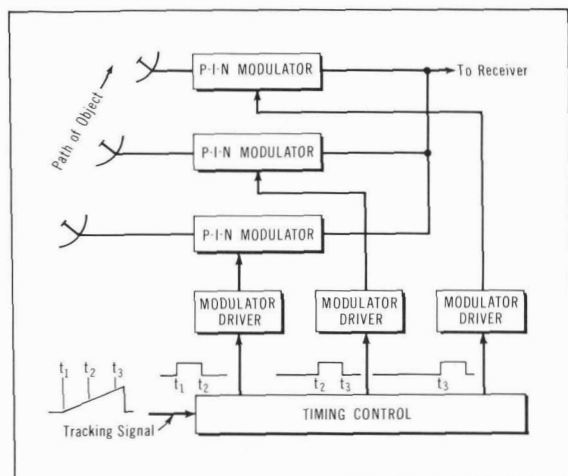 P-I-N MODULATOR
To Receiver
Path of Object
P-I-N MODULATOR
P-I-N MODULATOR
MODULATOR
DRIVER
MODULATOR
DRIVER
MODULATOR
DRIVER
t1 t2 t3
t1 t2
t2 t3
t3
Tracking Signal
TIMING CONTROL